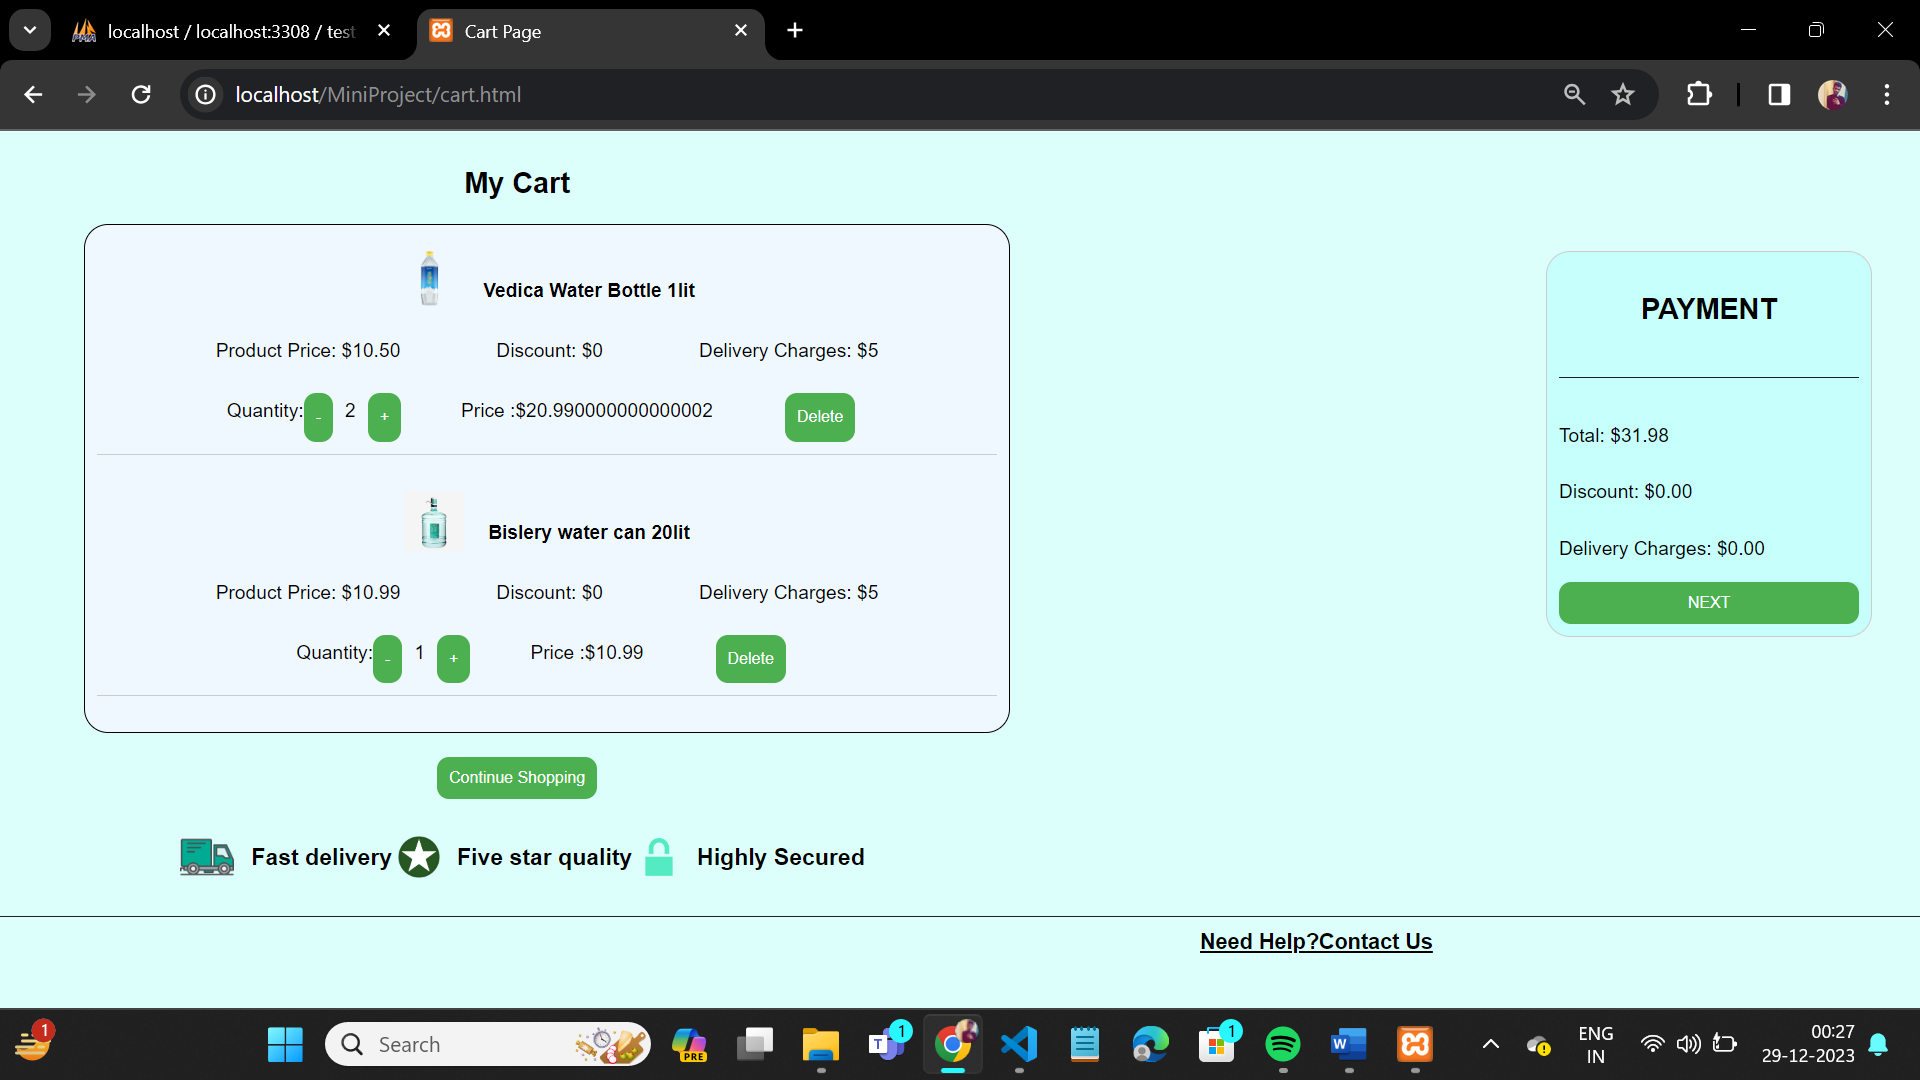 localhost / localhost:3308 / test
Cart Page
localhost/MiniProject/cart.html
My Cart
Vedica Water Bottle 1lit
Product Price: $10.50 Discount: $0 Delivery Charges: $5
Quantity: - 2 + Price :$20.990000000000002 Delete
Bislery water can 20lit
Product Price: $10.99 Discount: $0 Delivery Charges: $5
Quantity: - 1 + Price :$10.99 Delete
Continue Shopping
Fast delivery Five star quality Highly Secured
PAYMENT
Total: $31.98
Discount: $0.00
Delivery Charges: $0.00
NEXT
Need Help?Contact Us
1
Search
PRE
T 1
1
W
ENG
IN
00:27
29-12-2023